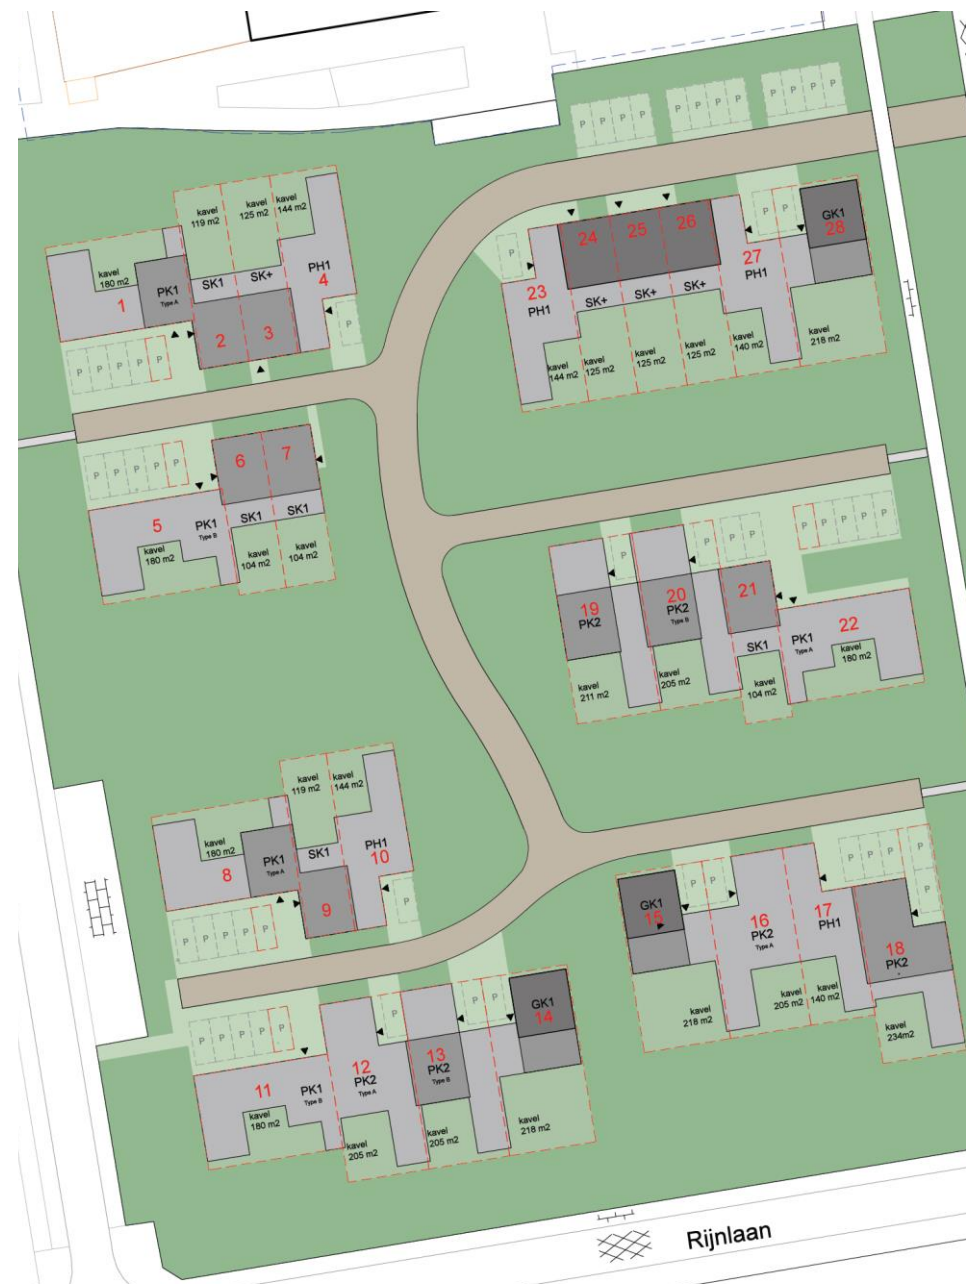 P P P P
P P P P
P P P P
kavel
119 m2
kavel
125 m2
kavel
144 m2
kavel
180 m2
1
PK1
Type A
SK1
SK+
PH1
4
2
3
P
P P P P P
P
23
PH1
24
25
26
SK+
SK+
SK+
27
PH1
P P
GK1
28
kavel
144 m2
kavel
125 m2
kavel
125 m2
kavel
125 m2
kavel
140 m2
kavel
218 m2
P P P P P
6
7
5
PK1
Type B
SK1
SK1
kavel
180 m2
kavel
104 m2
kavel
104 m2
P
P P P
P P P P P
19
PK2
20
PK2
Type B
21
SK1
PK1
Type A
22
kavel
180 m2
kavel
211 m2
kavel
205 m2
kavel
104 m2
kavel
119 m2
kavel
144 m2
kavel
180 m2
8
PK1
Type A
SK1
PH1
10
9
P
P P P P P
GK1
15
P P
16
PK2
Type A
17
PH1
P P P P
P
18
PK2
kavel
218 m2
kavel
205 m2
kavel
140 m2
kavel
234m2
P P P P P
P
P P
GK1
14
11
PK1
Type B
12
PK2
Type A
13
PK2
Type B
kavel
180 m2
kavel
205 m2
kavel
205 m2
kavel
218 m2
Rijnlaan